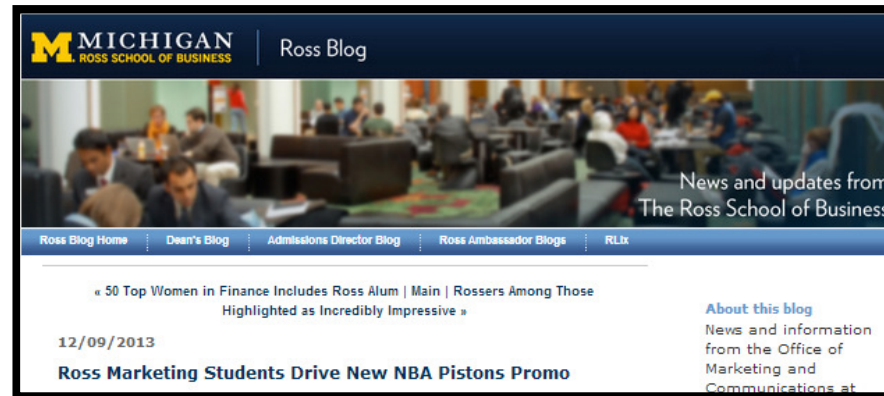 MICHIGAN
ROSS SCHOOL OF BUSINESS
Ross Blog
News and updates from
The Ross School of Business
Ross Blog Home
Dean's Blog
Admissions Director Blog
Ross Ambassador Blogs
RLIx
« 50 Top Women in Finance Includes Ross Alum | Main | Rossers Among Those
Highlighted as Incredibly Impressive »
12/09/2013
Ross Marketing Students Drive New NBA Pistons Promo
About this blog
News and information
from the Office of
Marketing and
Communications at